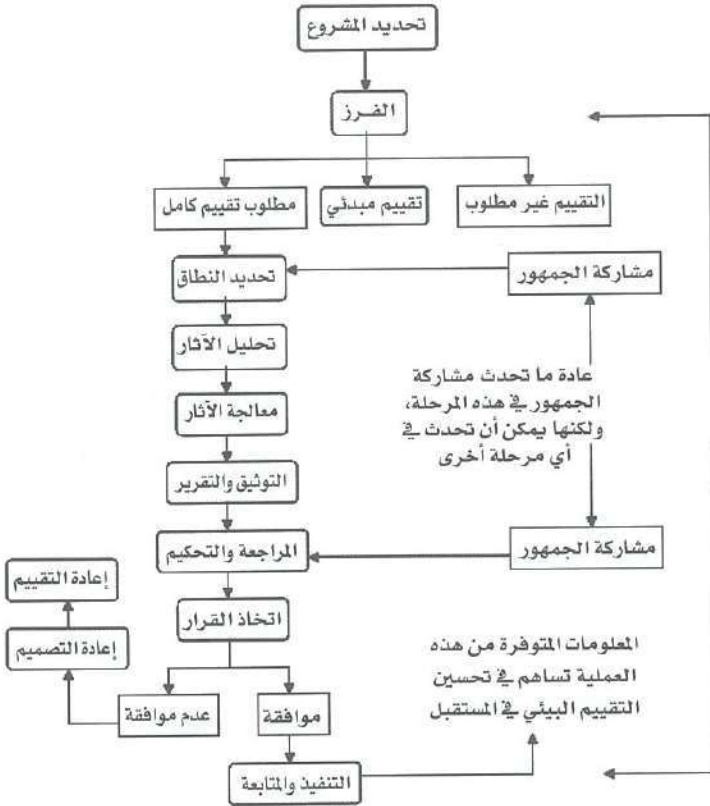 تحديد المشروع
الفرز
التقييم غير مطلوب
تقييم مبدئي
مطلوب تقييم كامل
مشاركة الجمهور
تحديد النطاق
تحليل الآثار
عادة ما تحدث مشاركة
الجمهور في هذه المرحلة،
ولكنها يمكن أن تحدث في
أي مرحلة أخرى
معالجة الآثار
التوثيق والتقرير
مشاركة الجمهور
المراجعة والتحكيم
إعادة التقييم
اتخاذ القرار
إعادة التصميم
المعلومات المتوفرة من هذه
العملية تساهم في تحسين
التقييم البيئي في المستقبل
موافقة
عدم موافقة
التنفيذ والمتابعة